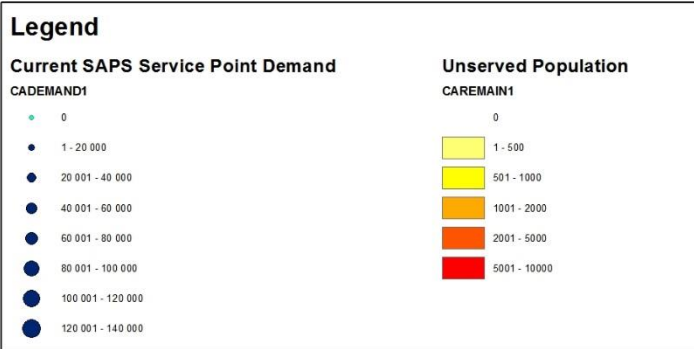 Legend
Current SAPS Service Point Demand
CADEMAND1
0
1 - 20 000
20 001 - 40 000
40 001 - 60 000
60 001 - 80 000
80 001 - 100 000
100 001 - 120 000
120 001 - 140 000
Unserved Population
CAREMAIN1
0
1 - 500
501 - 1000
1001 - 2000
2001 - 5000
5001 - 10000